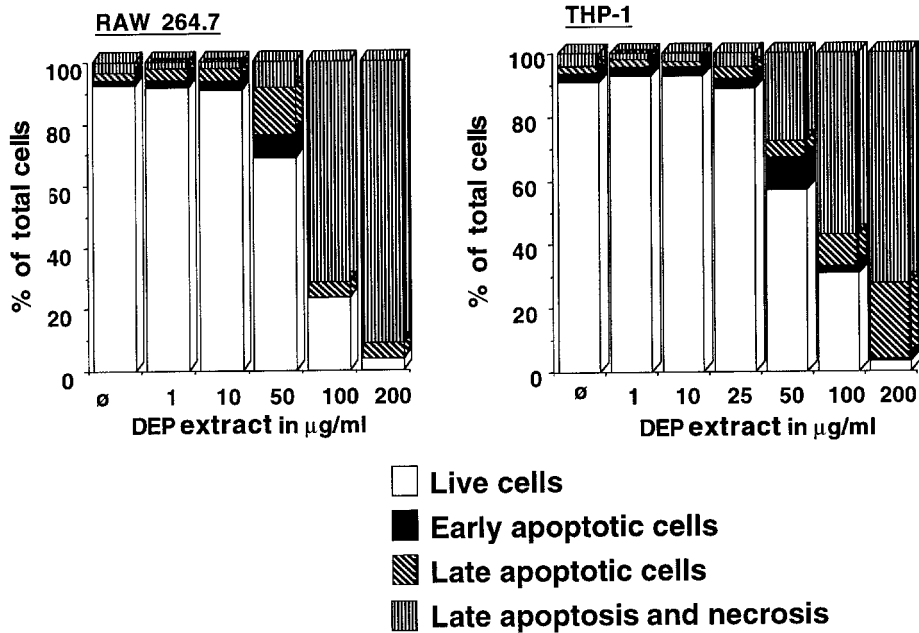 RAW 264.7
100
80
60
40
20
0
% of total cells
ø 1 10 50 100 200
DEP extract in μg/ml
THP-1
100
80
60
40
20
0
% of total cells
ø 1 10 25 50 100 200
DEP extract in μg/ml
Live cells
Early apoptotic cells
Late apoptotic cells
Late apoptosis and necrosis